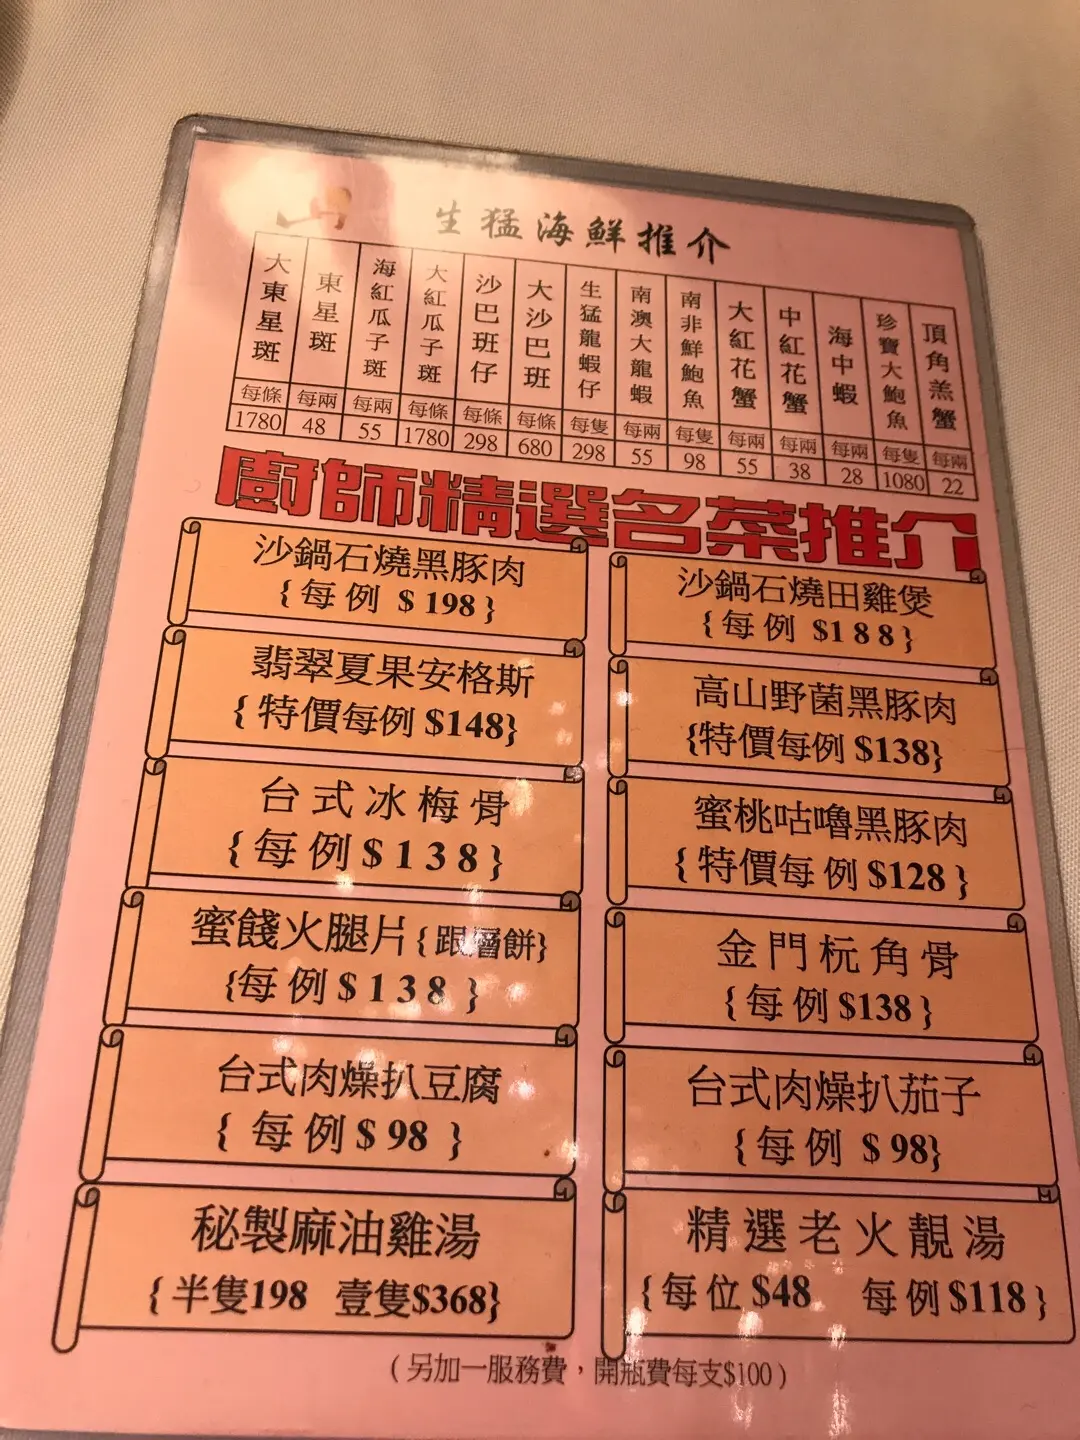 山 生猛海鮮推介
大東星斑 每條 1780
東星斑 每兩 48
海紅瓜子斑 每兩 55
大紅瓜子斑 每條 1780
沙巴班仔 每條 298
大沙巴班 每條 680
生猛龍蝦仔 每隻 298
南澳大龍蝦 每兩 55
南非鮮鮑魚 每隻 98
大紅花蟹 每兩 55
中紅花蟹 每兩 38
海中蝦 每兩 28
珍寶大鮑魚 每隻 1080
頂角羔蟹 每兩 22
廚師精選名菜推介
沙鍋石燒黑豚肉
{每例 $198}
沙鍋石燒田雞煲
{每例 $188}
翡翠夏果安格斯
{特價每例 $148}
高山野菌黑豚肉
{特價每例 $138}
台式冰梅骨
{每例 $138}
蜜桃咕嚕黑豚肉
{特價每例 $128}
蜜餞火腿片{跟層餅}
{每例 $138}
金門杬角骨
{每例 $138}
台式肉燥扒豆腐
{每例 $98}
台式肉燥扒茄子
{每例 $98}
秘製麻油雞湯
{半隻198 壹隻$368}
精選老火靚湯
{每位 $48 每例 $118}
(另加一服務費，開瓶費每支$100)